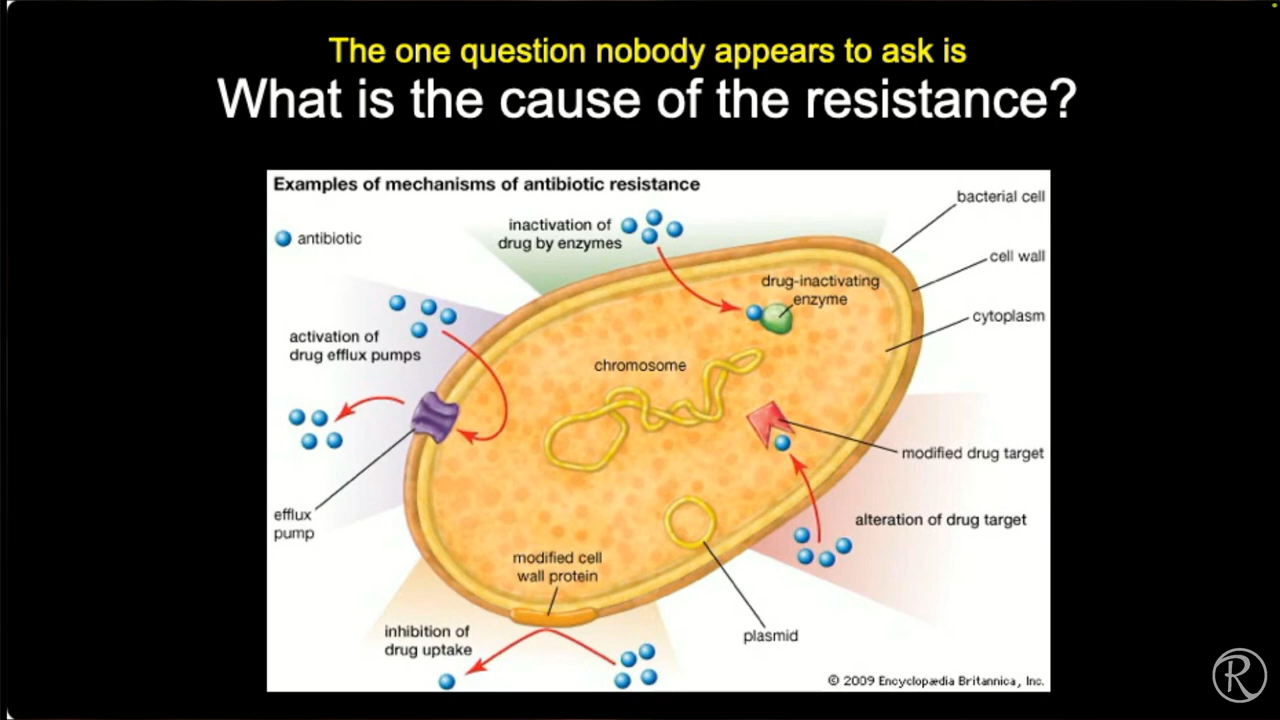 The one question nobody appears to ask is
What is the cause of the resistance?
Examples of mechanisms of antibiotic resistance
antibiotic
inactivation of
drug by enzymes
bacterial cell
cell wall
drug-inactivating
enzyme
cytoplasm
activation of
drug efflux pumps
chromosome
modified drug target
efflux
pump
alteration of drug target
modified cell
wall protein
inhibition of
drug uptake
plasmid
© 2009 Encyclopædia Britannica, Inc.
R